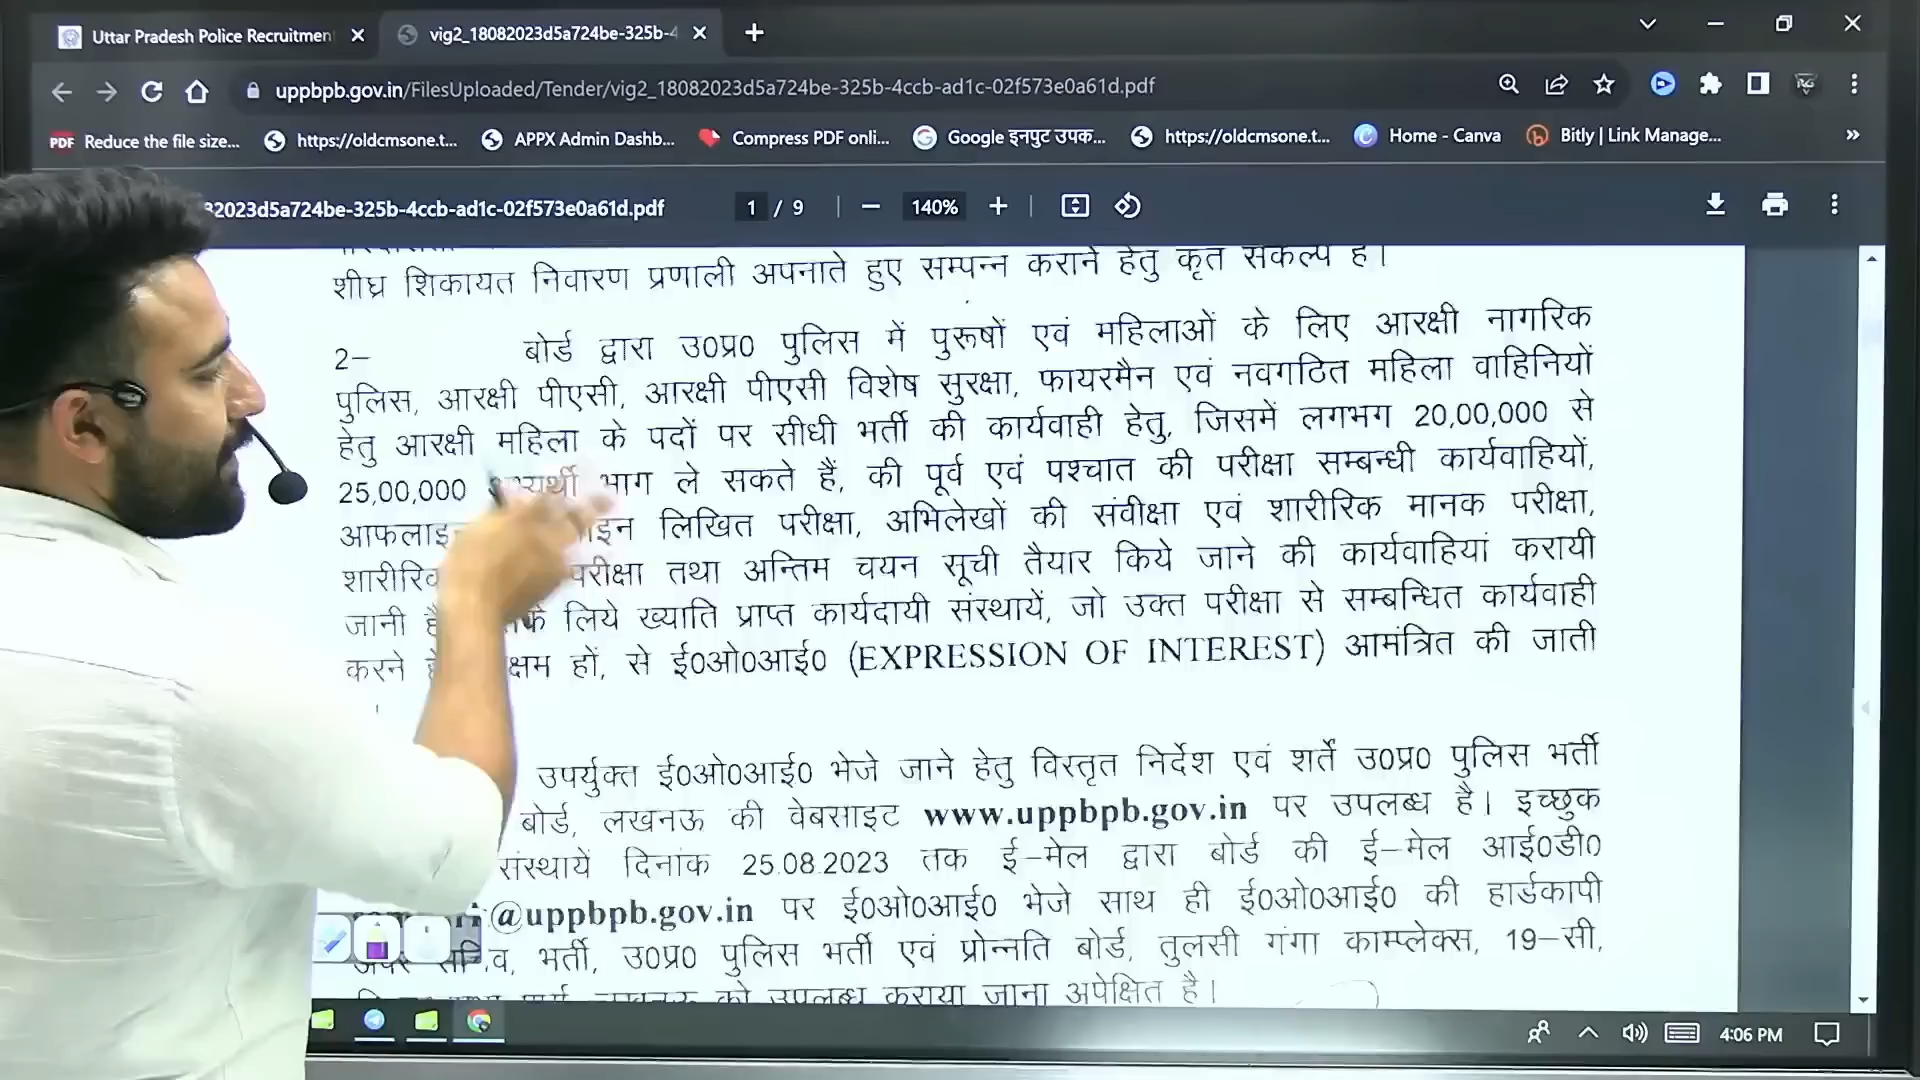 Uttar Pradesh Police Recruitmen
vig2_18082023d5a724be-325b-4
uppbpb.gov.in/FilesUploaded/Tender/vig2_18082023d5a724be-325b-4ccb-ad1c-02f573e0a61d.pdf
PDF Reduce the file size... https://oldcmsone.t... APPX Admin Dashb... Compress PDF onli... Google इनपुट उपक... https://oldcmsone.t... Home - Canva Bitly | Link Manage... »
82023d5a724be-325b-4ccb-ad1c-02f573e0a61d.pdf 1 / 9 140%
शीघ्र शिकायत निवारण प्रणाली अपनाते हुए सम्पन्न कराने हेतु कृत संकल्प है।
2– बोर्ड द्वारा उ0प्र0 पुलिस में पुरूषों एवं महिलाओं के लिए आरक्षी नागरिक
पुलिस, आरक्षी पीएसी, आरक्षी पीएसी विशेष सुरक्षा, फायरमैन एवं नवगठित महिला वाहिनियों
हेतु आरक्षी महिला के पदों पर सीधी भर्ती की कार्यवाही हेतु, जिसमें लगभग 20,00,000 से
25,00,000 भाग ले सकते हैं, की पूर्व एवं पश्चात की परीक्षा सम्बन्धी कार्यवाहियों,
लिखित परीक्षा, अभिलेखों की संवीक्षा एवं शारीरिक मानक परीक्षा,
परीक्षा तथा अन्तिम चयन सूची तैयार किये जाने की कार्यवाहियां करायी
जानी लिये ख्याति प्राप्त कार्यदायी संस्थायें, जो उक्त परीक्षा से सम्बन्धित कार्यवाही
करने हों, से ई0ओ0आई0 (EXPRESSION OF INTEREST) आमंत्रित की जाती
उपर्युक्त ई0ओ0आई0 भेजे जाने हेतु विस्तृत निर्देश एवं शर्तें उ0प्र0 पुलिस भर्ती
बोर्ड, लखनऊ की वेबसाइट www.uppbpb.gov.in पर उपलब्ध है। इच्छुक
संस्थायें दिनांक 25.08.2023 तक ई–मेल द्वारा बोर्ड की ई–मेल आई0डी0
@uppbpb.gov.in पर ई0ओ0आई0 भेजे साथ ही ई0ओ0आई0 की हार्डकापी
भर्ती, उ0प्र0 पुलिस भर्ती एवं प्रोन्नति बोर्ड, तुलसी गंगा काम्प्लेक्स, 19–सी,
लखनऊ को उपलब्ध कराया जाना अपेक्षित है।
4:06 PM